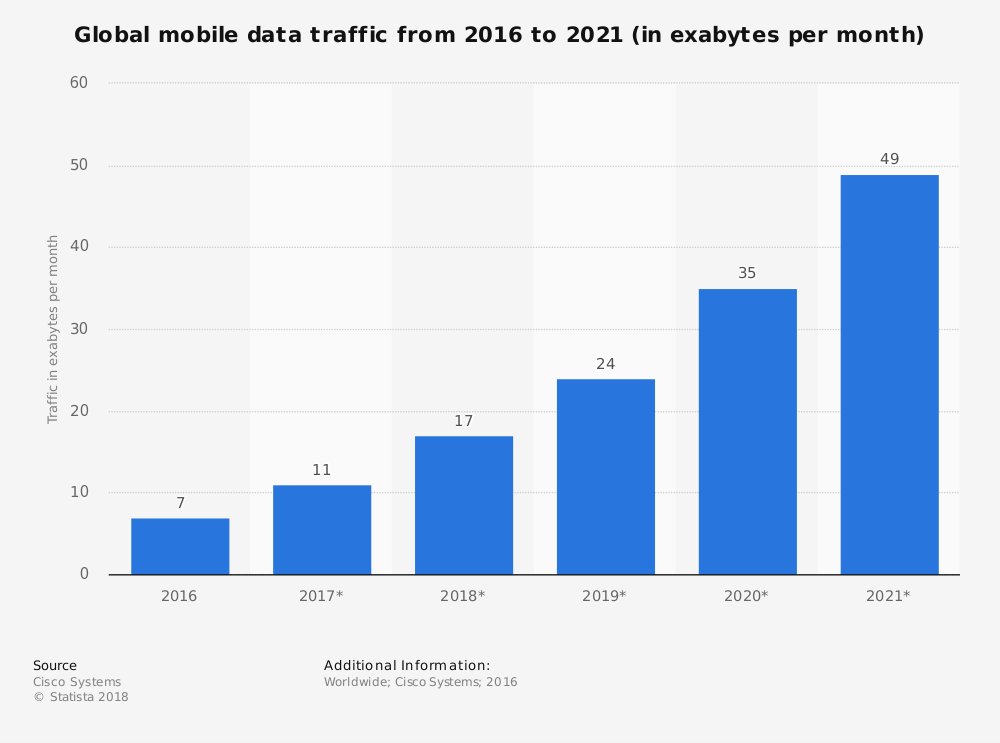 Global mobile data traffic from 2016 to 2021 (in exabytes per month)
60
50
40
30
20
10
0
Traffic in exabytes per month
7
11
17
24
35
49
2016
2017*
2018*
2019*
2020*
2021*
Source
Cisco Systems
© Statista 2018
Additional Information:
Worldwide; Cisco Systems; 2016